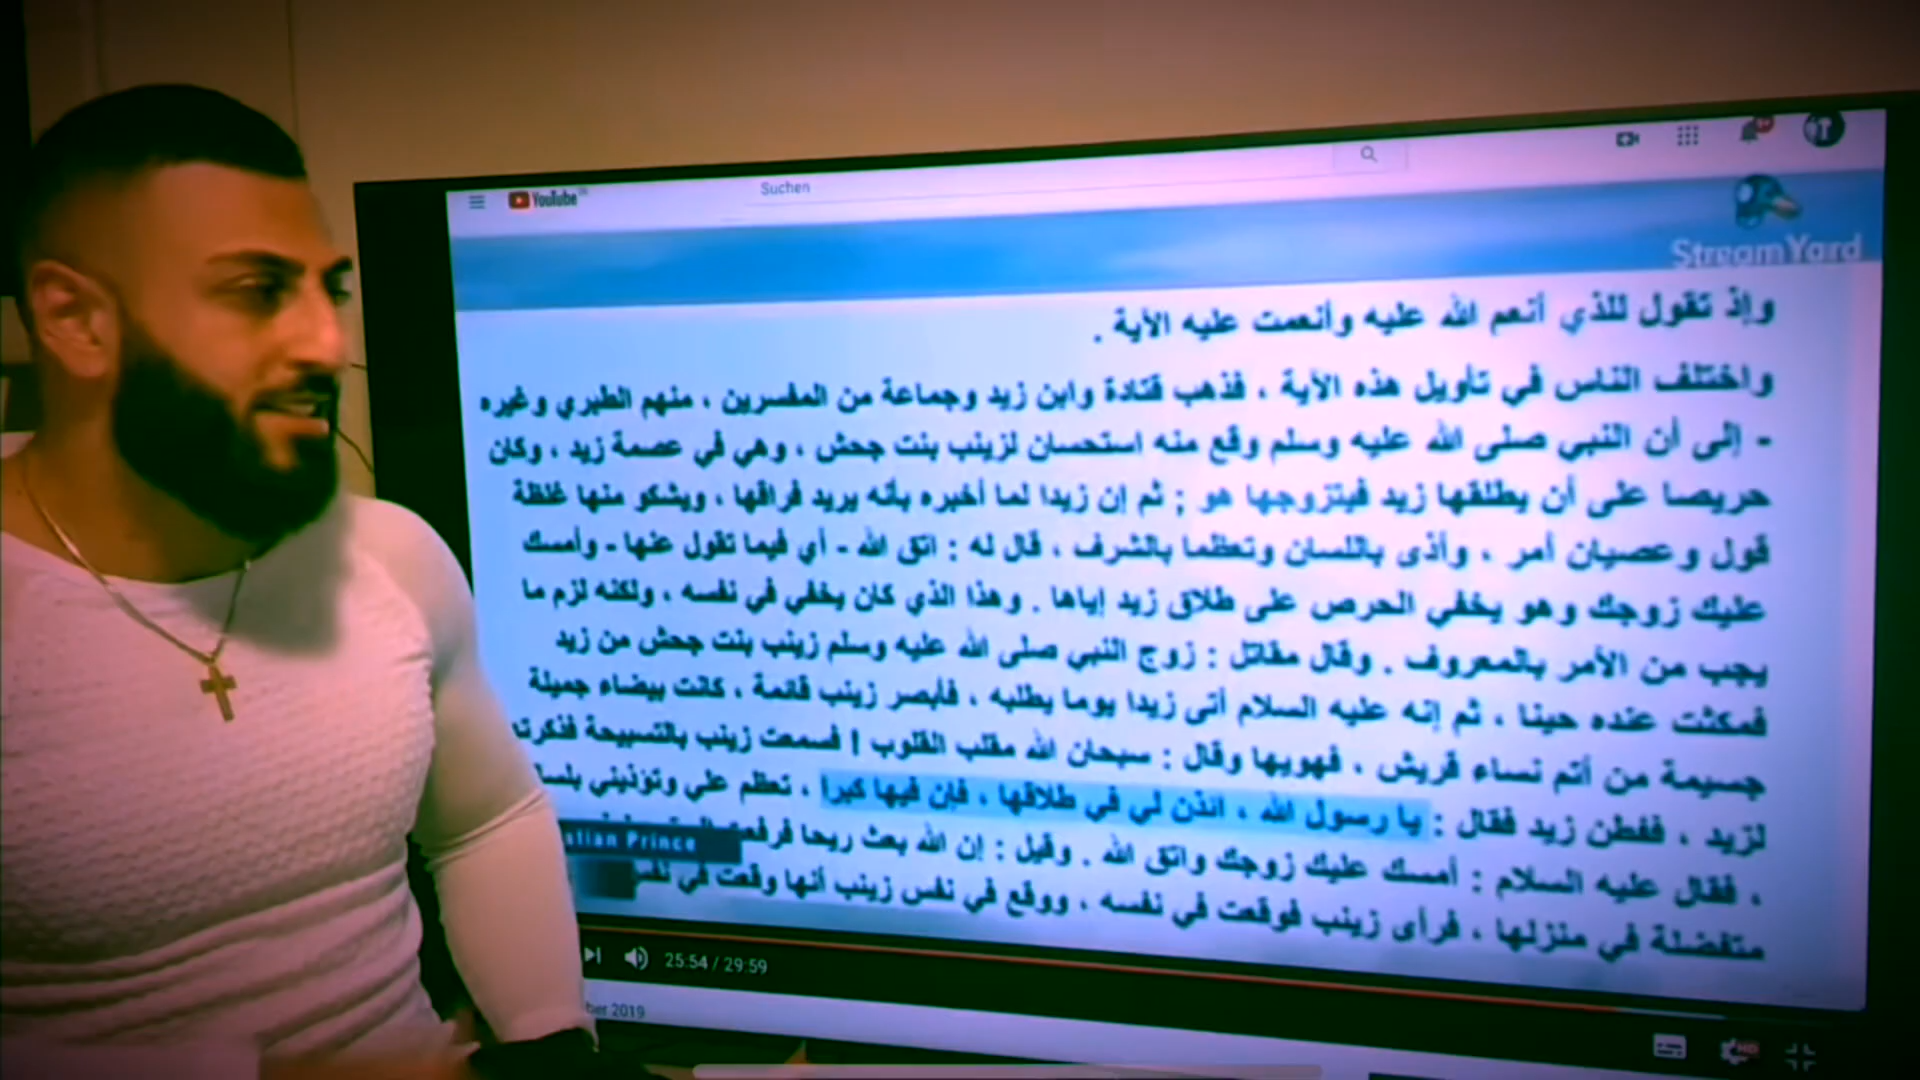 YouTube
Suchen
9+
StreamYard
وإذ تقول للذي أنعم الله عليه وأنعمت عليه الآية .
واختلف الناس في تأويل هذه الآية ، فذهب قتادة وابن زيد وجماعة من المفسرين ، منهم الطبري وغيره
- إلى أن النبي صلى الله عليه وسلم وقع منه استحسان لزينب بنت جحش ، وهي في عصمة زيد ، وكان
حريصا على أن يطلقها زيد فيتزوجها هو ; ثم إن زيدا لما أخبره بأنه يريد فراقها ، ويشكو منها غلظة
قول وعصيان أمر ، وأذى باللسان وتعظما بالشرف ، قال له : اتق الله - أي فيما تقول عنها - وأمسك
عليك زوجك وهو يخفي الحرص على طلاق زيد إياها . وهذا الذي كان يخفي في نفسه ، ولكنه لزم ما
يجب من الأمر بالمعروف . وقال مقاتل : زوج النبي صلى الله عليه وسلم زينب بنت جحش من زيد
فمكثت عنده حينا ، ثم إنه عليه السلام أتى زيدا يوما يطلبه ، فأبصر زينب قائمة ، كانت بيضاء جميلة
جسيمة من أتم نساء قريش ، فهويها وقال : سبحان الله مقلب القلوب ! فسمعت زينب بالتسبيحة فذكرته
لزيد ، ففطن زيد فقال : يا رسول الله ، ائذن لي في طلاقها ، فإن فيها كبرا ، تعظم علي وتؤذيني بلسا
، فقال عليه السلام : أمسك عليك زوجك واتق الله . وقيل : إن الله بعث ريحا فرفعت
متفضلة في منزلها ، فرأى زينب فوقعت في نفسه ، ووقع في نفس زينب أنها وقعت في نفس
stian Prince
25:54 / 29:59
ber 2019
HD